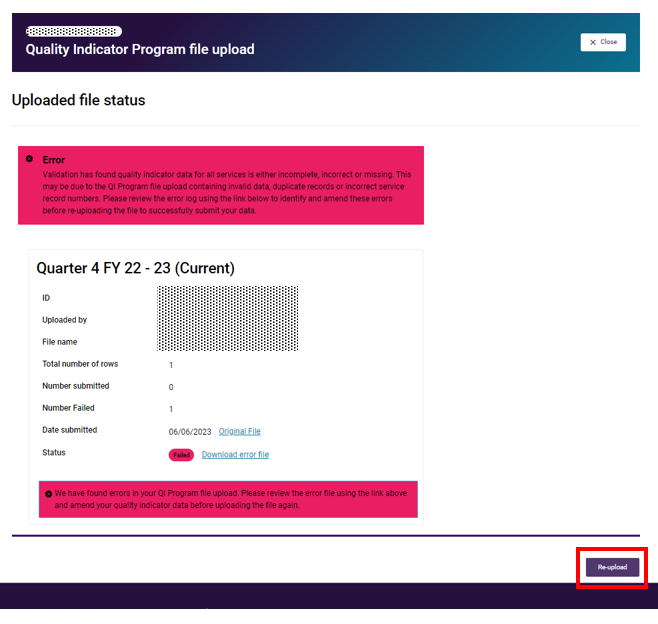 Quality Indicator Program file upload
Close
Uploaded file status
Error
Validation has found quality indicator data for all services is either incomplete, incorrect or missing. This
may be due to the QI Program file upload containing invalid data, duplicate records or incorrect service
record numbers. Please review the error log using the link below to identify and amend these errors
before re-uploading the file to successfully submit your data.
Quarter 4 FY 22 - 23 (Current)
ID
Uploaded by
File name
Total number of rows 1
Number submitted 0
Number Failed 1
Date submitted 06/06/2023 Original File
Status Failed Download error file
We have found errors in your QI Program file upload. Please review the error file using the link above
and amend your quality indicator data before uploading the file again.
Re-upload